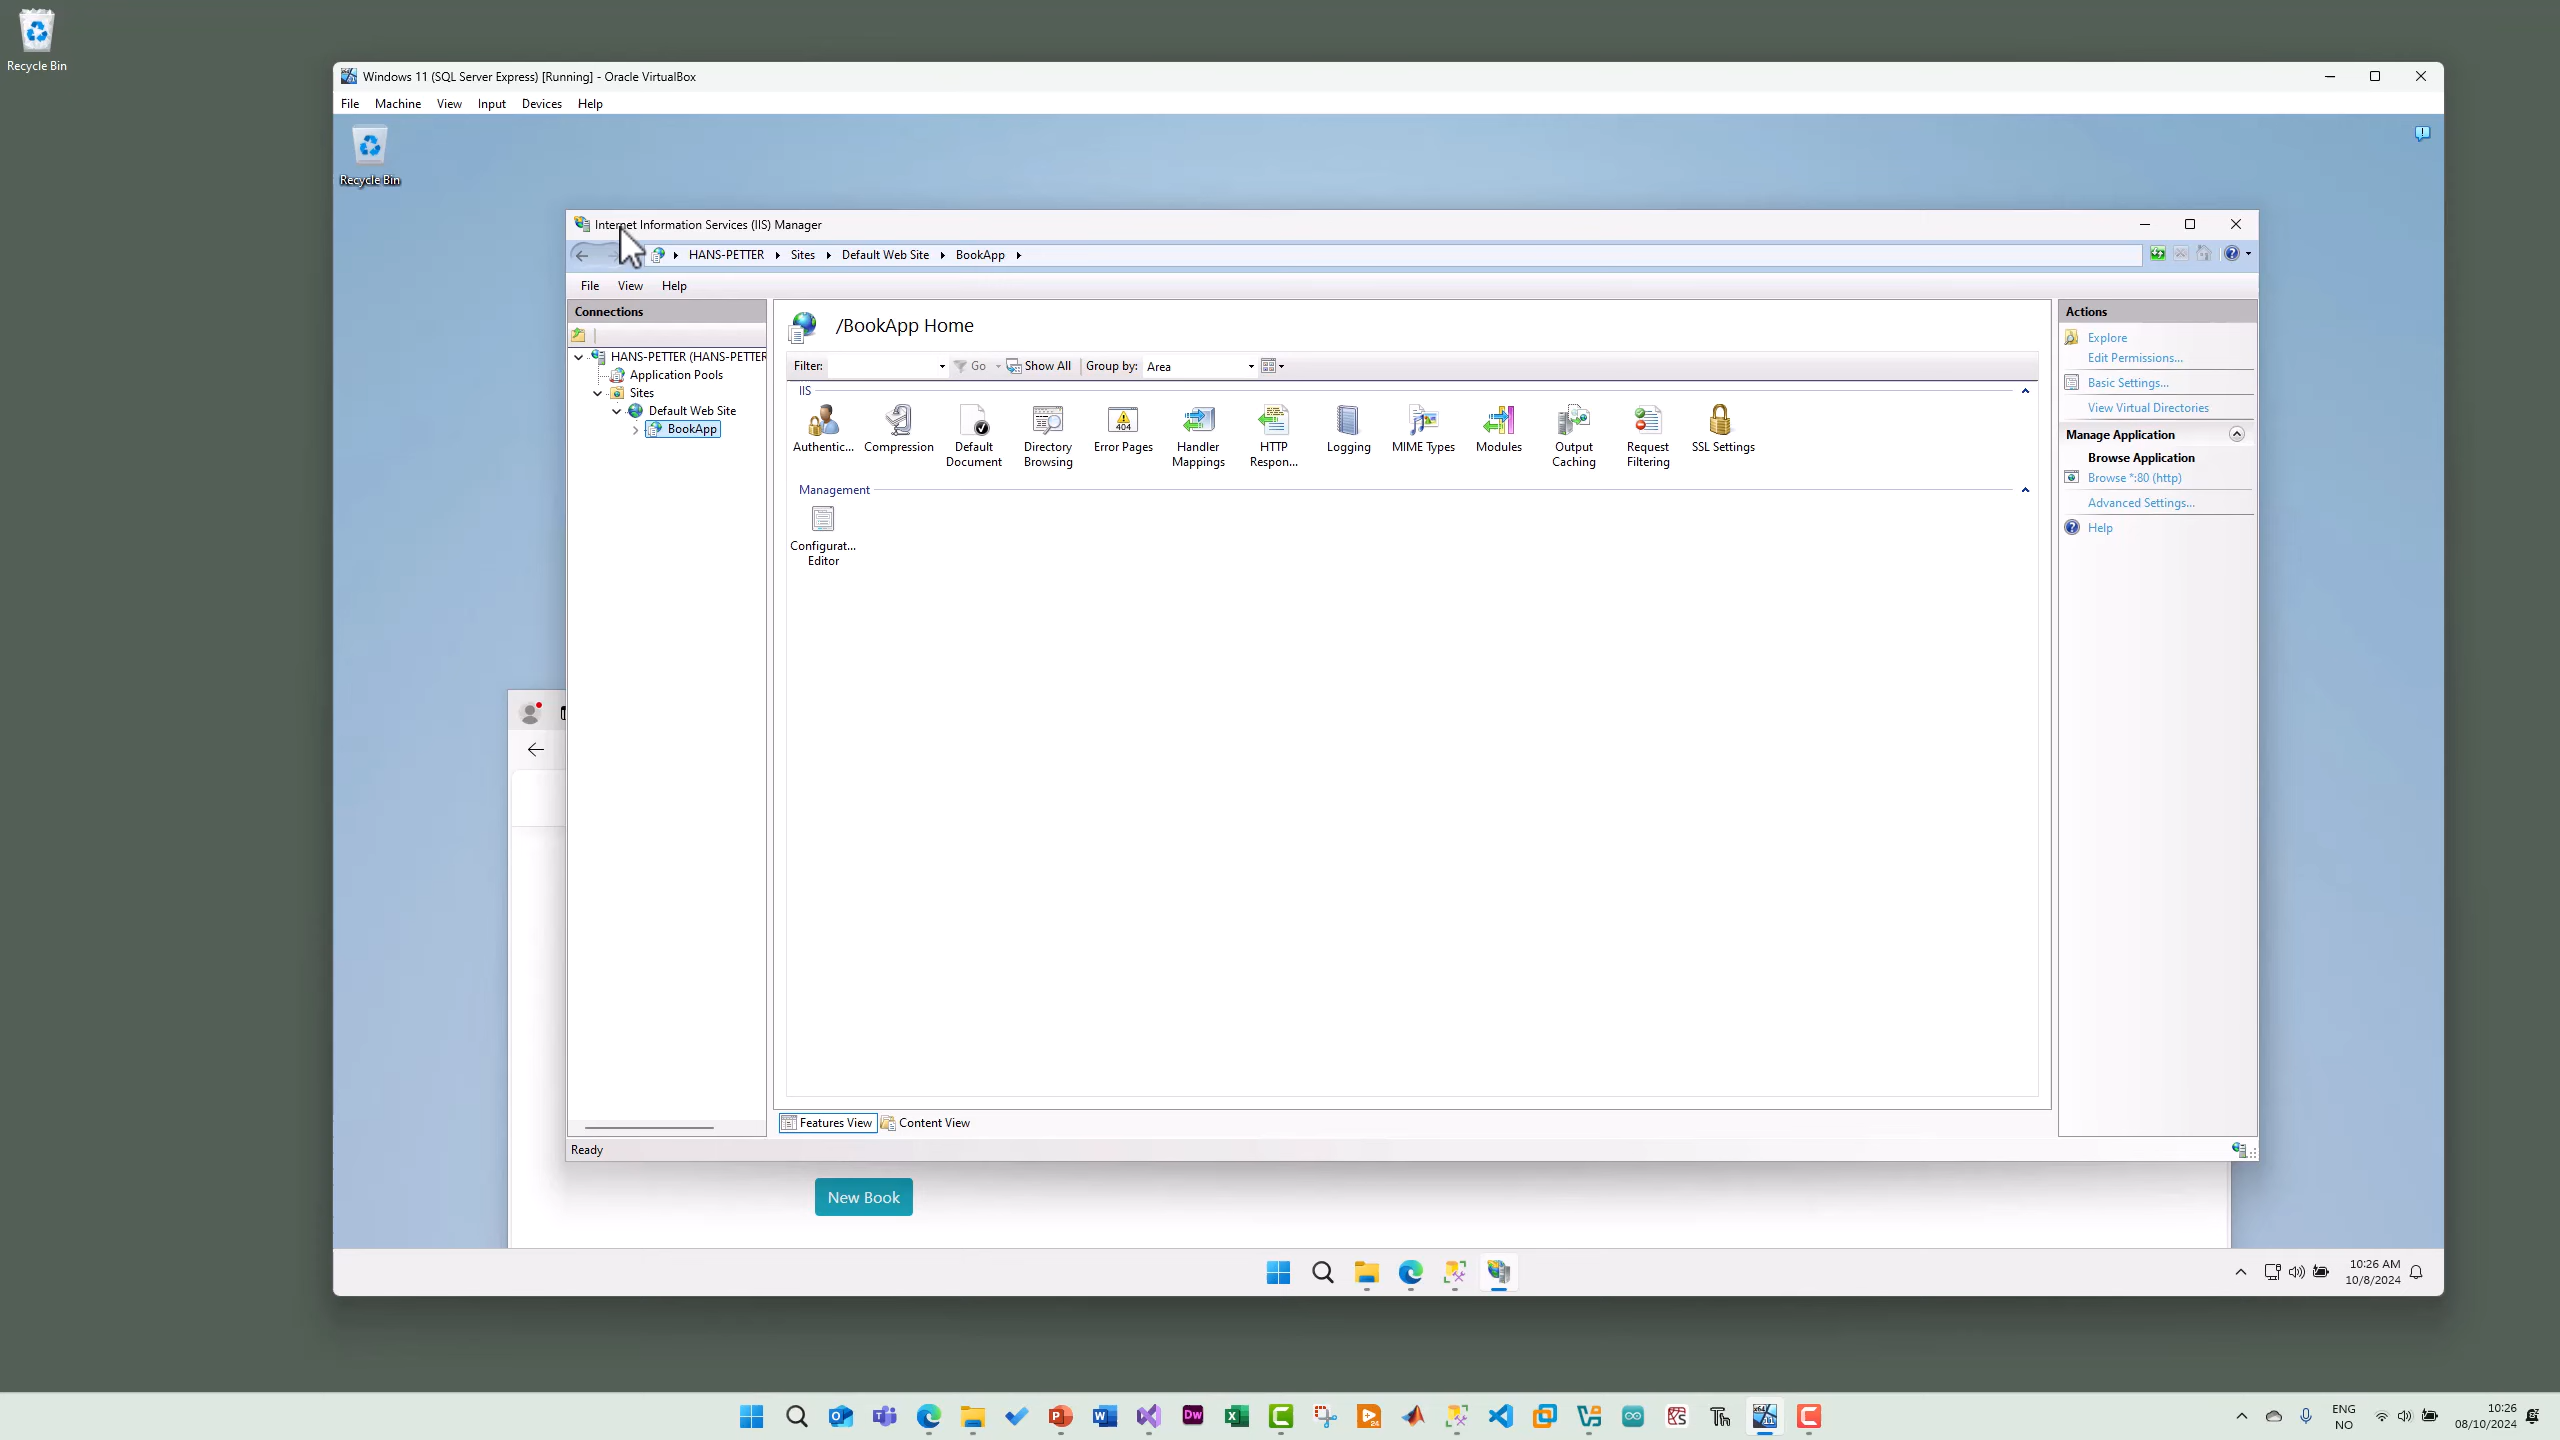 Recycle Bin
Windows 11 (SQL Server Express) [Running] - Oracle VirtualBox
File Machine View Input Devices Help
Recycle Bin
Internet Information Services (IIS) Manager
HANS-PETTER Sites Default Web Site BookApp
File View Help
Connections
HANS-PETTER (HANS-PETTER
Application Pools
Sites
Default Web Site
BookApp
/BookApp Home
Filter: Go Show All Group by: Area
IIS
Authentic... Compression Default Document Directory Browsing Error Pages Handler Mappings HTTP Respon... Logging MIME Types Modules Output Caching Request Filtering SSL Settings
404
Management
Configurat... Editor
Features View Content View
Ready
Actions
Explore
Edit Permissions...
Basic Settings...
View Virtual Directories
Manage Application
Browse Application
Browse *:80 (http)
Advanced Settings...
Help
New Book
10:26 AM
10/8/2024
ENG
NO
10:26
08/10/2024